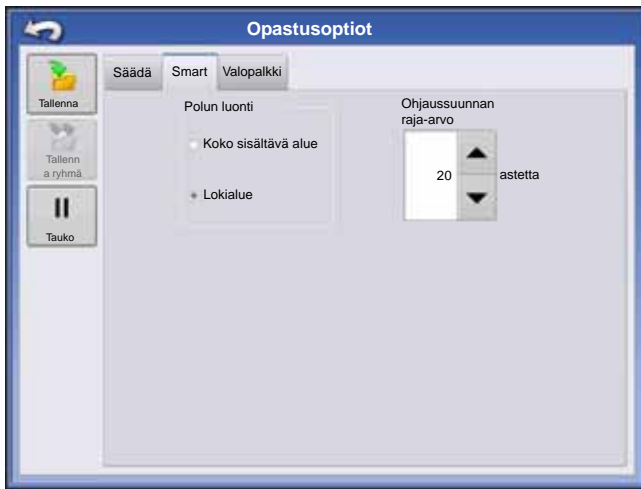 Opastusoptiot
Tallenna
Tallenn
a ryhmä
Tauko
Säädä
Smart
Valopalkki
Polun luonti
Koko sisältävä alue
Lokialue
Ohjaussuunnan
raja-arvo
20
astetta